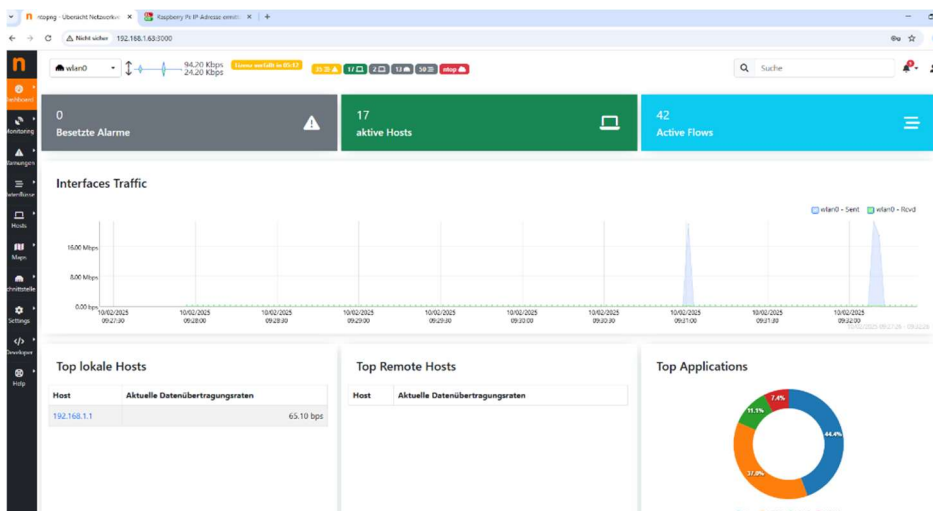 ntopng - Übersicht Netzwerkve
Raspberry Pi: IP-Adresse ermitt
Nicht sicher
192.168.1.63:3000
n
wlan0
94.20 Kbps
24.20 Kbps
17
2
13
50
ntop
Suche
Dashboard
Monitoring
Warnungen
Datenflüsse
Hosts
Maps
Schnittstelle
Settings
Developer
Help
0
Besetzte Alarme
17
aktive Hosts
42
Active Flows
Interfaces Traffic
wlan0 - Sent
wlan0 - Rcvd
16.00 Mbps
8.00 Mbps
0.00 bps
10/02/2025 10/02/2025 10/02/2025 10/02/2025 10/02/2025 10/02/2025 10/02/2025 10/02/2025 10/02/2025 10/02/2025
09:27:30 09:28:00 09:28:30 09:29:00 09:29:30 09:30:00 09:30:30 09:31:00 09:31:30 09:32:00
Top lokale Hosts
Host Aktuelle Datenübertragungsraten
192.168.1.1 65.10 bps
Top Remote Hosts
Host Aktuelle Datenübertragungsraten
Top Applications
7.4%
11.1%
44.4%
37.0%